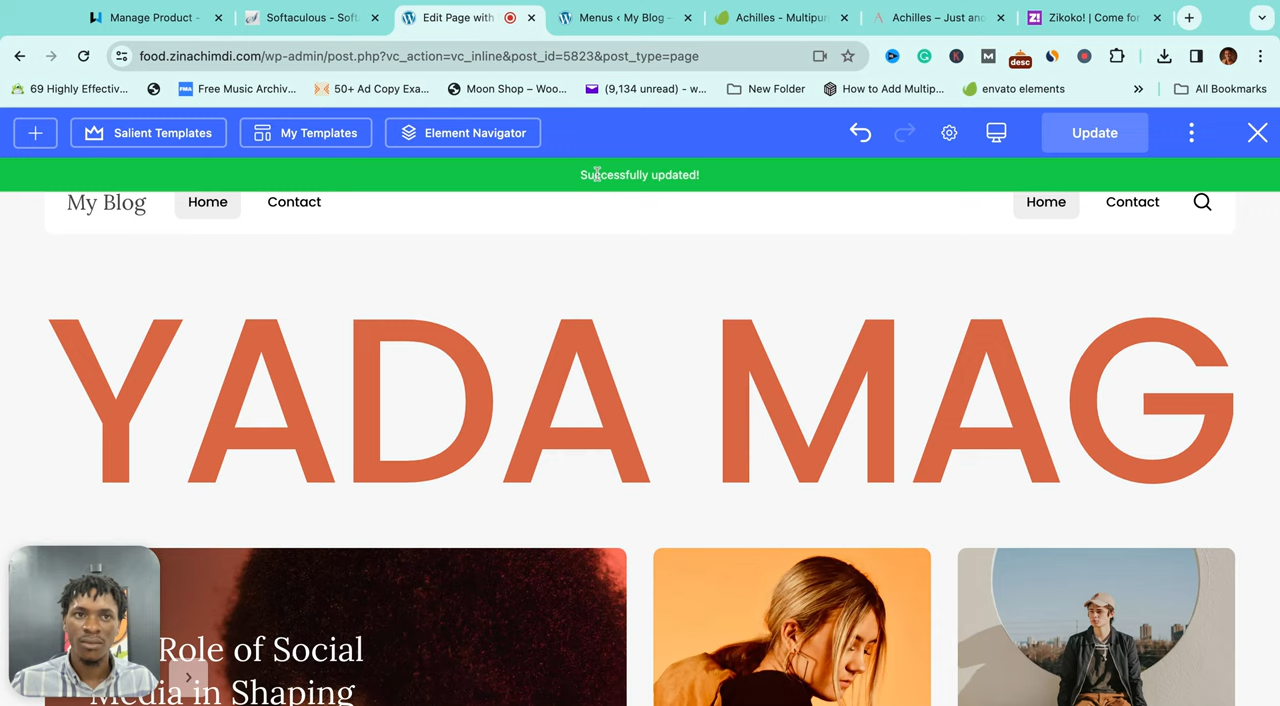 Manage Product -
Softaculous - Soft
Edit Page with
Menus ‹ My Blog -
Achilles - Multipur
Achilles – Just ano
Zikoko! | Come for
food.zinachimdi.com/wp-admin/post.php?vc_action=vc_inline&post_id=5823&post_type=page
desc
69 Highly Effectiv...
Free Music Archiv...
50+ Ad Copy Exa...
Moon Shop – Woo...
(9,134 unread) - w...
New Folder
How to Add Multip...
envato elements
»
All Bookmarks
Salient Templates
My Templates
Element Navigator
Update
Successfully updated!
My Blog
Home
Contact
Home
Contact
YADA MAG
Role of Social
Media in Shaping